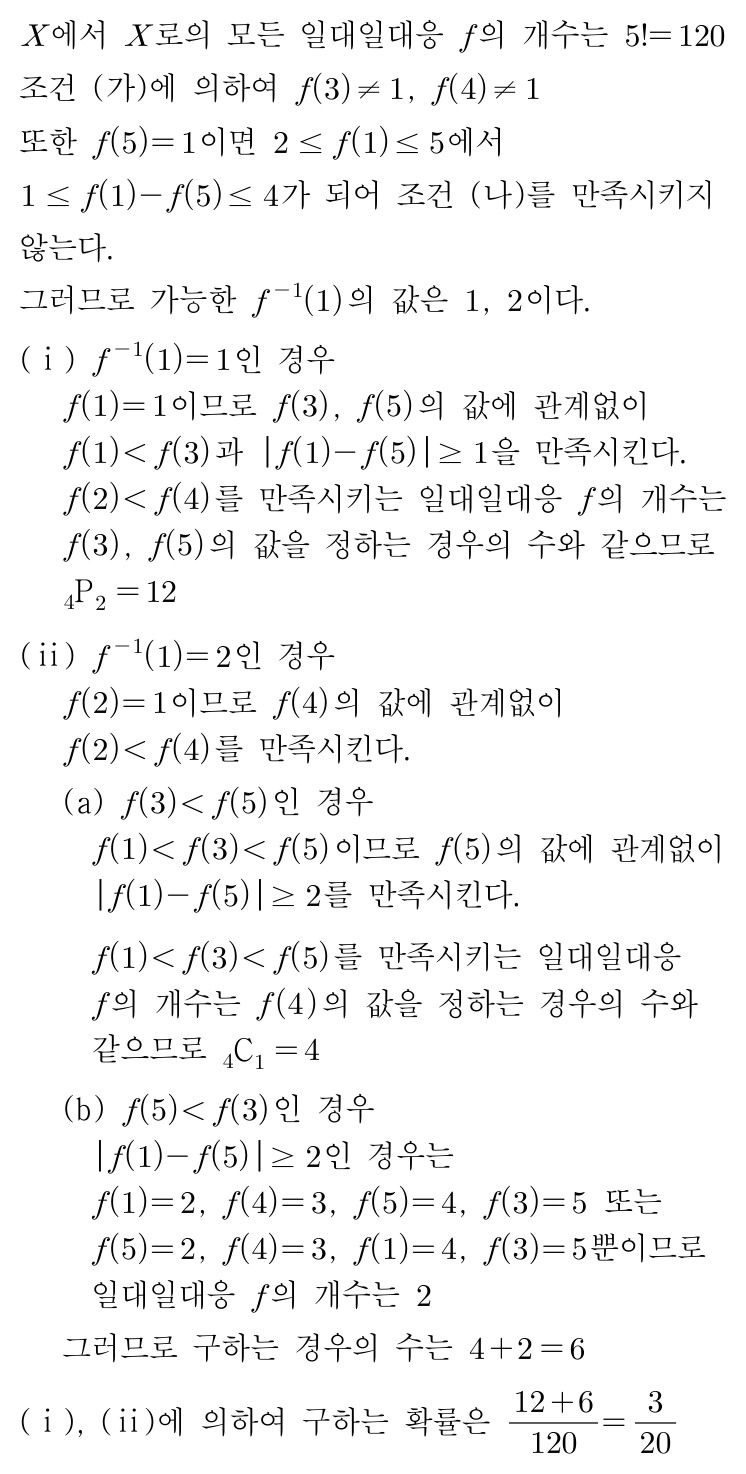 X에서 X로의 모든 일대일대응 f의 개수는 5!=120
조건 (가)에 의하여 f(3)≠1, f(4)≠1
또한 f(5)=1이면 2≤f(1)≤5에서
1≤f(1)-f(5)≤4가 되어 조건 (나)를 만족시키지
않는다.
그러므로 가능한 f⁻¹(1)의 값은 1, 2이다.
(ⅰ) f⁻¹(1)=1인 경우
f(1)=1이므로 f(3), f(5)의 값에 관계없이
f(1)<f(3)과 |f(1)-f(5)|≥1을 만족시킨다.
f(2)<f(4)를 만족시키는 일대일대응 f의 개수는
f(3), f(5)의 값을 정하는 경우의 수와 같으므로
₄P₂=12
(ⅱ) f⁻¹(1)=2인 경우
f(2)=1이므로 f(4)의 값에 관계없이
f(2)<f(4)를 만족시킨다.
(a) f(3)<f(5)인 경우
f(1)<f(3)<f(5)이므로 f(5)의 값에 관계없이
|f(1)-f(5)|≥2를 만족시킨다.
f(1)<f(3)<f(5)를 만족시키는 일대일대응
f의 개수는 f(4)의 값을 정하는 경우의 수와
같으므로 ₄C₁=4
(b) f(5)<f(3)인 경우
|f(1)-f(5)|≥2인 경우는
f(1)=2, f(4)=3, f(5)=4, f(3)=5 또는
f(5)=2, f(4)=3, f(1)=4, f(3)=5뿐이므로
일대일대응 f의 개수는 2
그러므로 구하는 경우의 수는 4+2=6
(ⅰ), (ⅱ)에 의하여 구하는 확률은 (12+6)/120=3/20